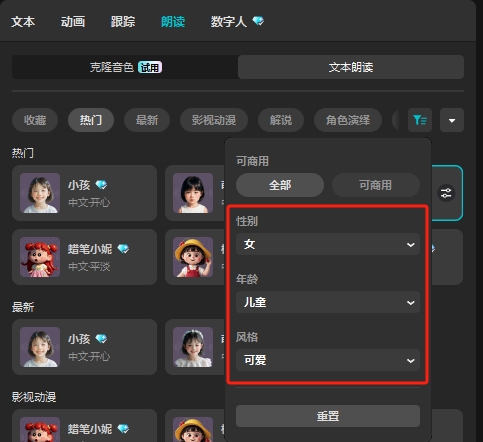 文本 动画 跟踪 朗读 数字人
克隆音色 试用 文本朗读
收藏 热门 最新 影视动漫 解说 角色演绎
热门
可商用
全部 可商用
小孩
中文·开心
性别
女
蜡笔小妮
中文·平淡
年龄
儿童
最新
风格
可爱
小孩
中文·开心
影视动漫
重置
蜡笔小妮